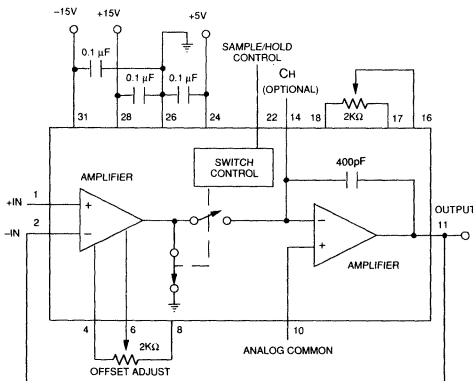 −15V +15V +5V
SAMPLE/HOLD
CONTROL
CH
(OPTIONAL)
0.1 µF
0.1 µF 0.1 µF
2KΩ
31 28 26 24 22 14 18 17 16
SWITCH
CONTROL
400pF
AMPLIFIER
+IN 1 +
−IN 2 −
−
+
OUTPUT
11
AMPLIFIER
4 6 8 10
2KΩ
OFFSET ADJUST
ANALOG COMMON